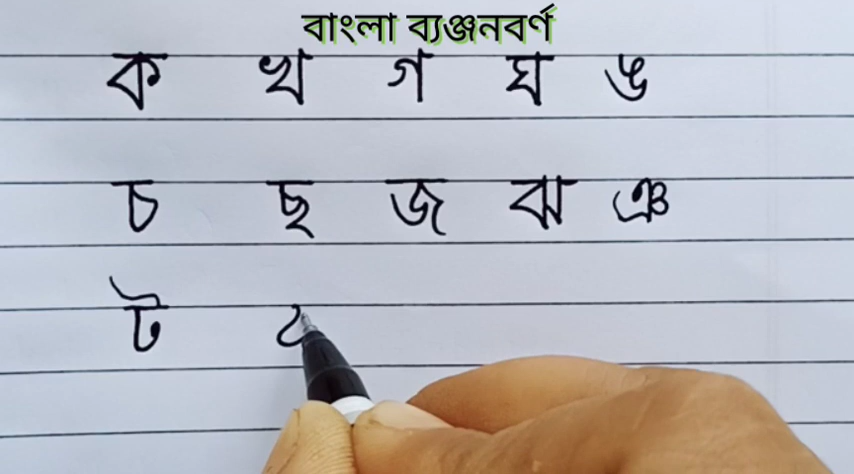 বাংলা ব্যঞ্জনবর্ণ
ক খ গ ঘ ঙ
চ ছ জ ঝ ঞ
ট